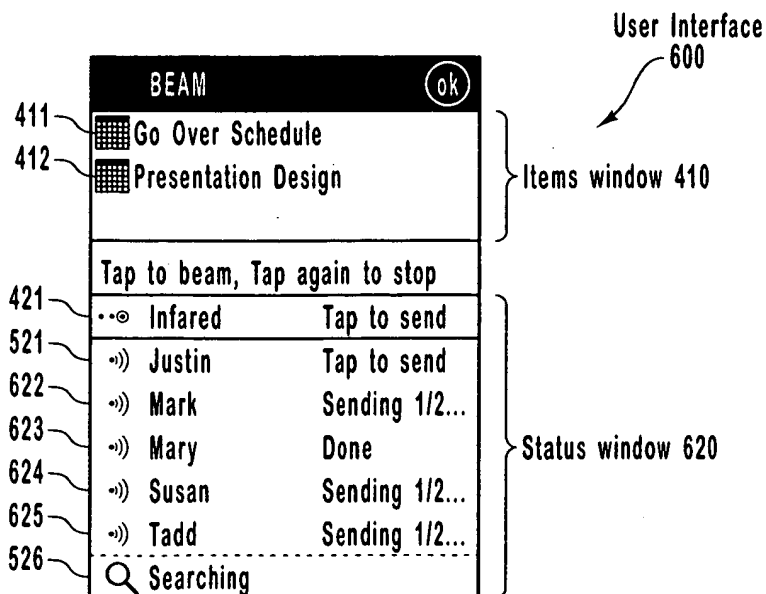 User Interface
600
BEAM ok
411 Go Over Schedule
412 Presentation Design
Items window 410
Tap to beam, Tap again to stop
421 Infared Tap to send
521 Justin Tap to send
622 Mark Sending 1/2...
623 Mary Done
Status window 620
624 Susan Sending 1/2...
625 Tadd Sending 1/2...
526 Searching